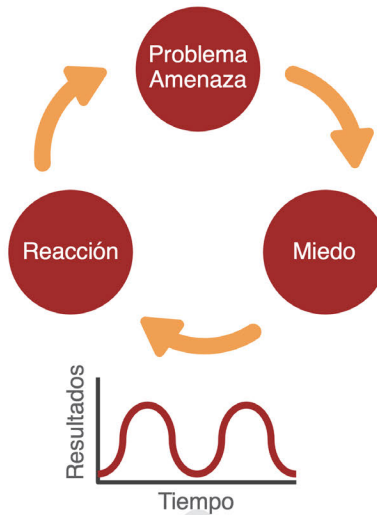 Problema
Amenaza
Reacción
Miedo
Resultados
Tiempo